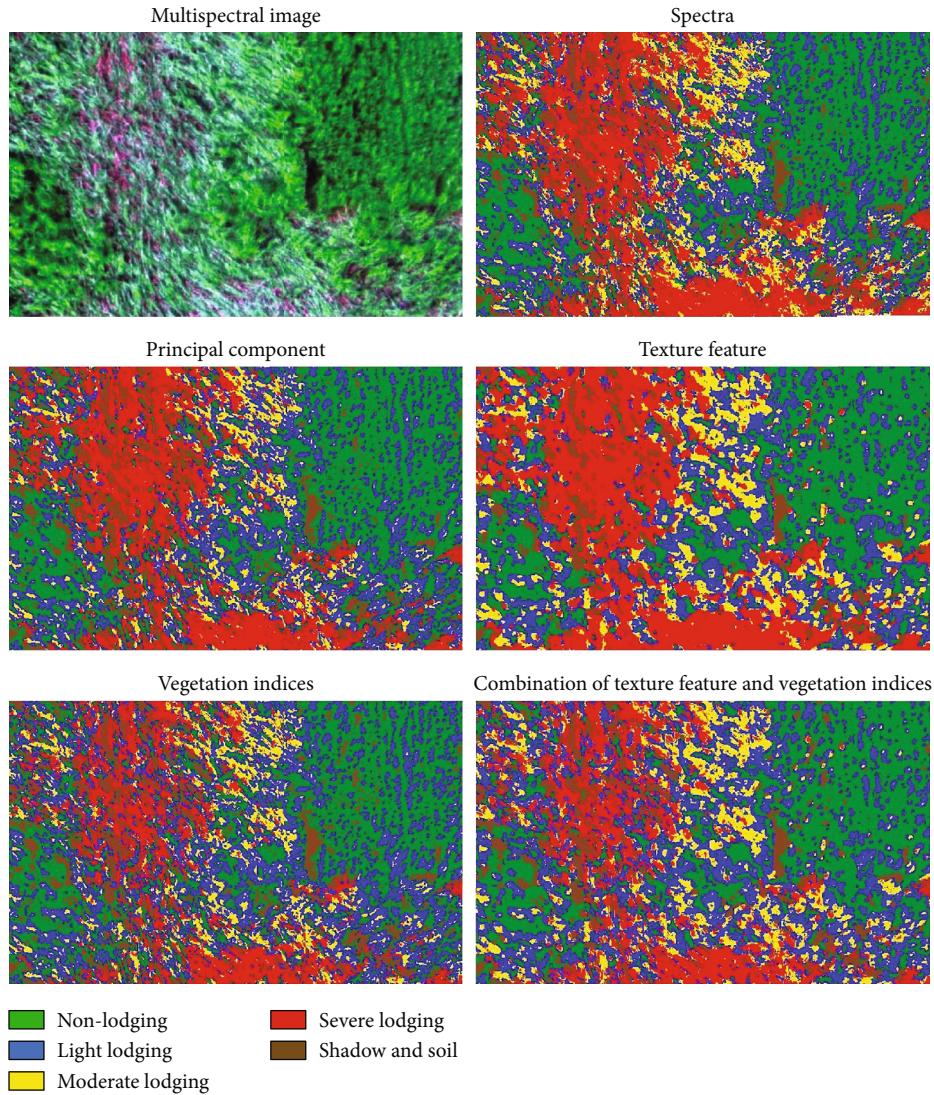 Multispectral image
Spectra
Principal component
Texture feature
Vegetation indices
Combination of texture feature and vegetation indices
Non-lodging
Light lodging
Moderate lodging
Severe lodging
Shadow and soil